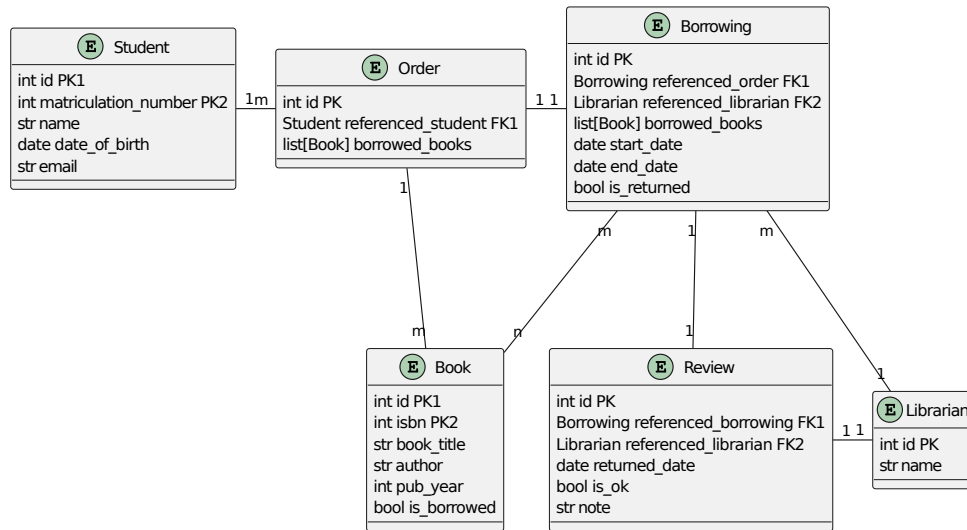 E Student
int id PK1
int matriculation_number PK2
str name
date date_of_birth
str email
1 m
E Order
int id PK
Student referenced_student FK1
list[Book] borrowed_books
1 1
E Borrowing
int id PK
Borrowing referenced_order FK1
Librarian referenced_librarian FK2
list[Book] borrowed_books
date start_date
date end_date
bool is_returned
1
m
m
n
1
1
m
1
E Book
int id PK1
int isbn PK2
str book_title
str author
int pub_year
bool is_borrowed
E Review
int id PK
Borrowing referenced_borrowing FK1
Librarian referenced_librarian FK2
date returned_date
bool is_ok
str note
1 1
E Librarian
int id PK
str name